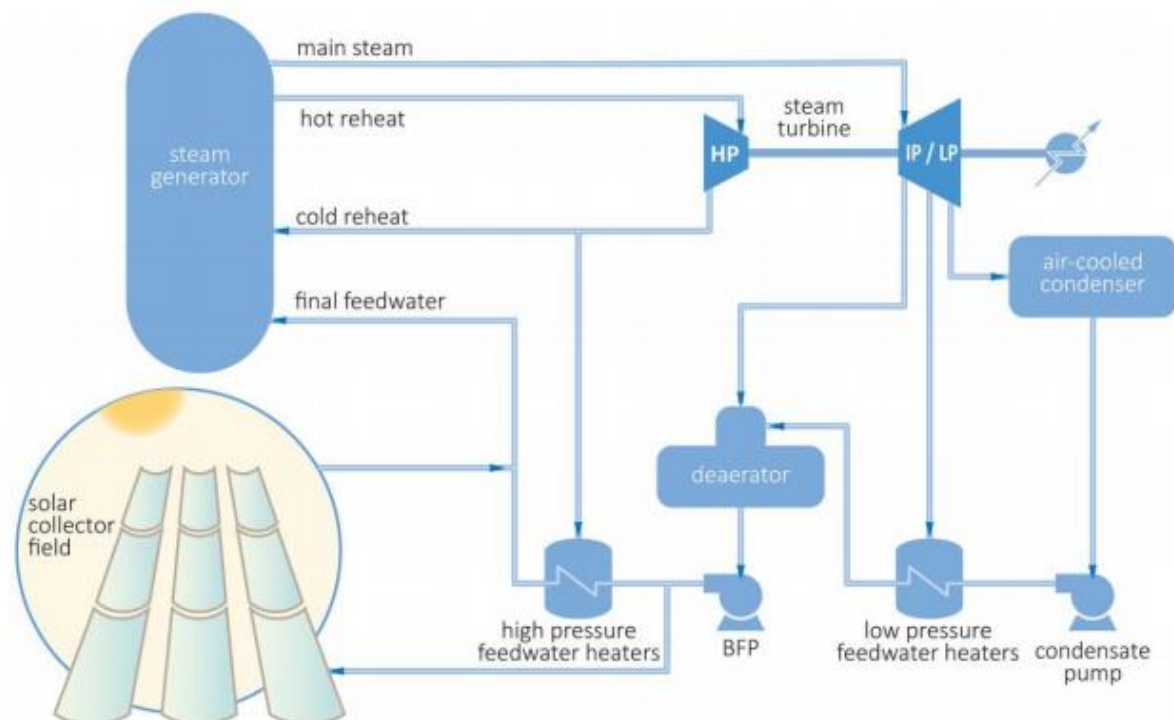 main steam
hot reheat
steam
turbine
steam
generator
HP
IP / LP
cold reheat
air-cooled
condenser
final feedwater
deaerator
solar
collector
field
high pressure
feedwater heaters
BFP
low pressure
feedwater heaters
condensate
pump